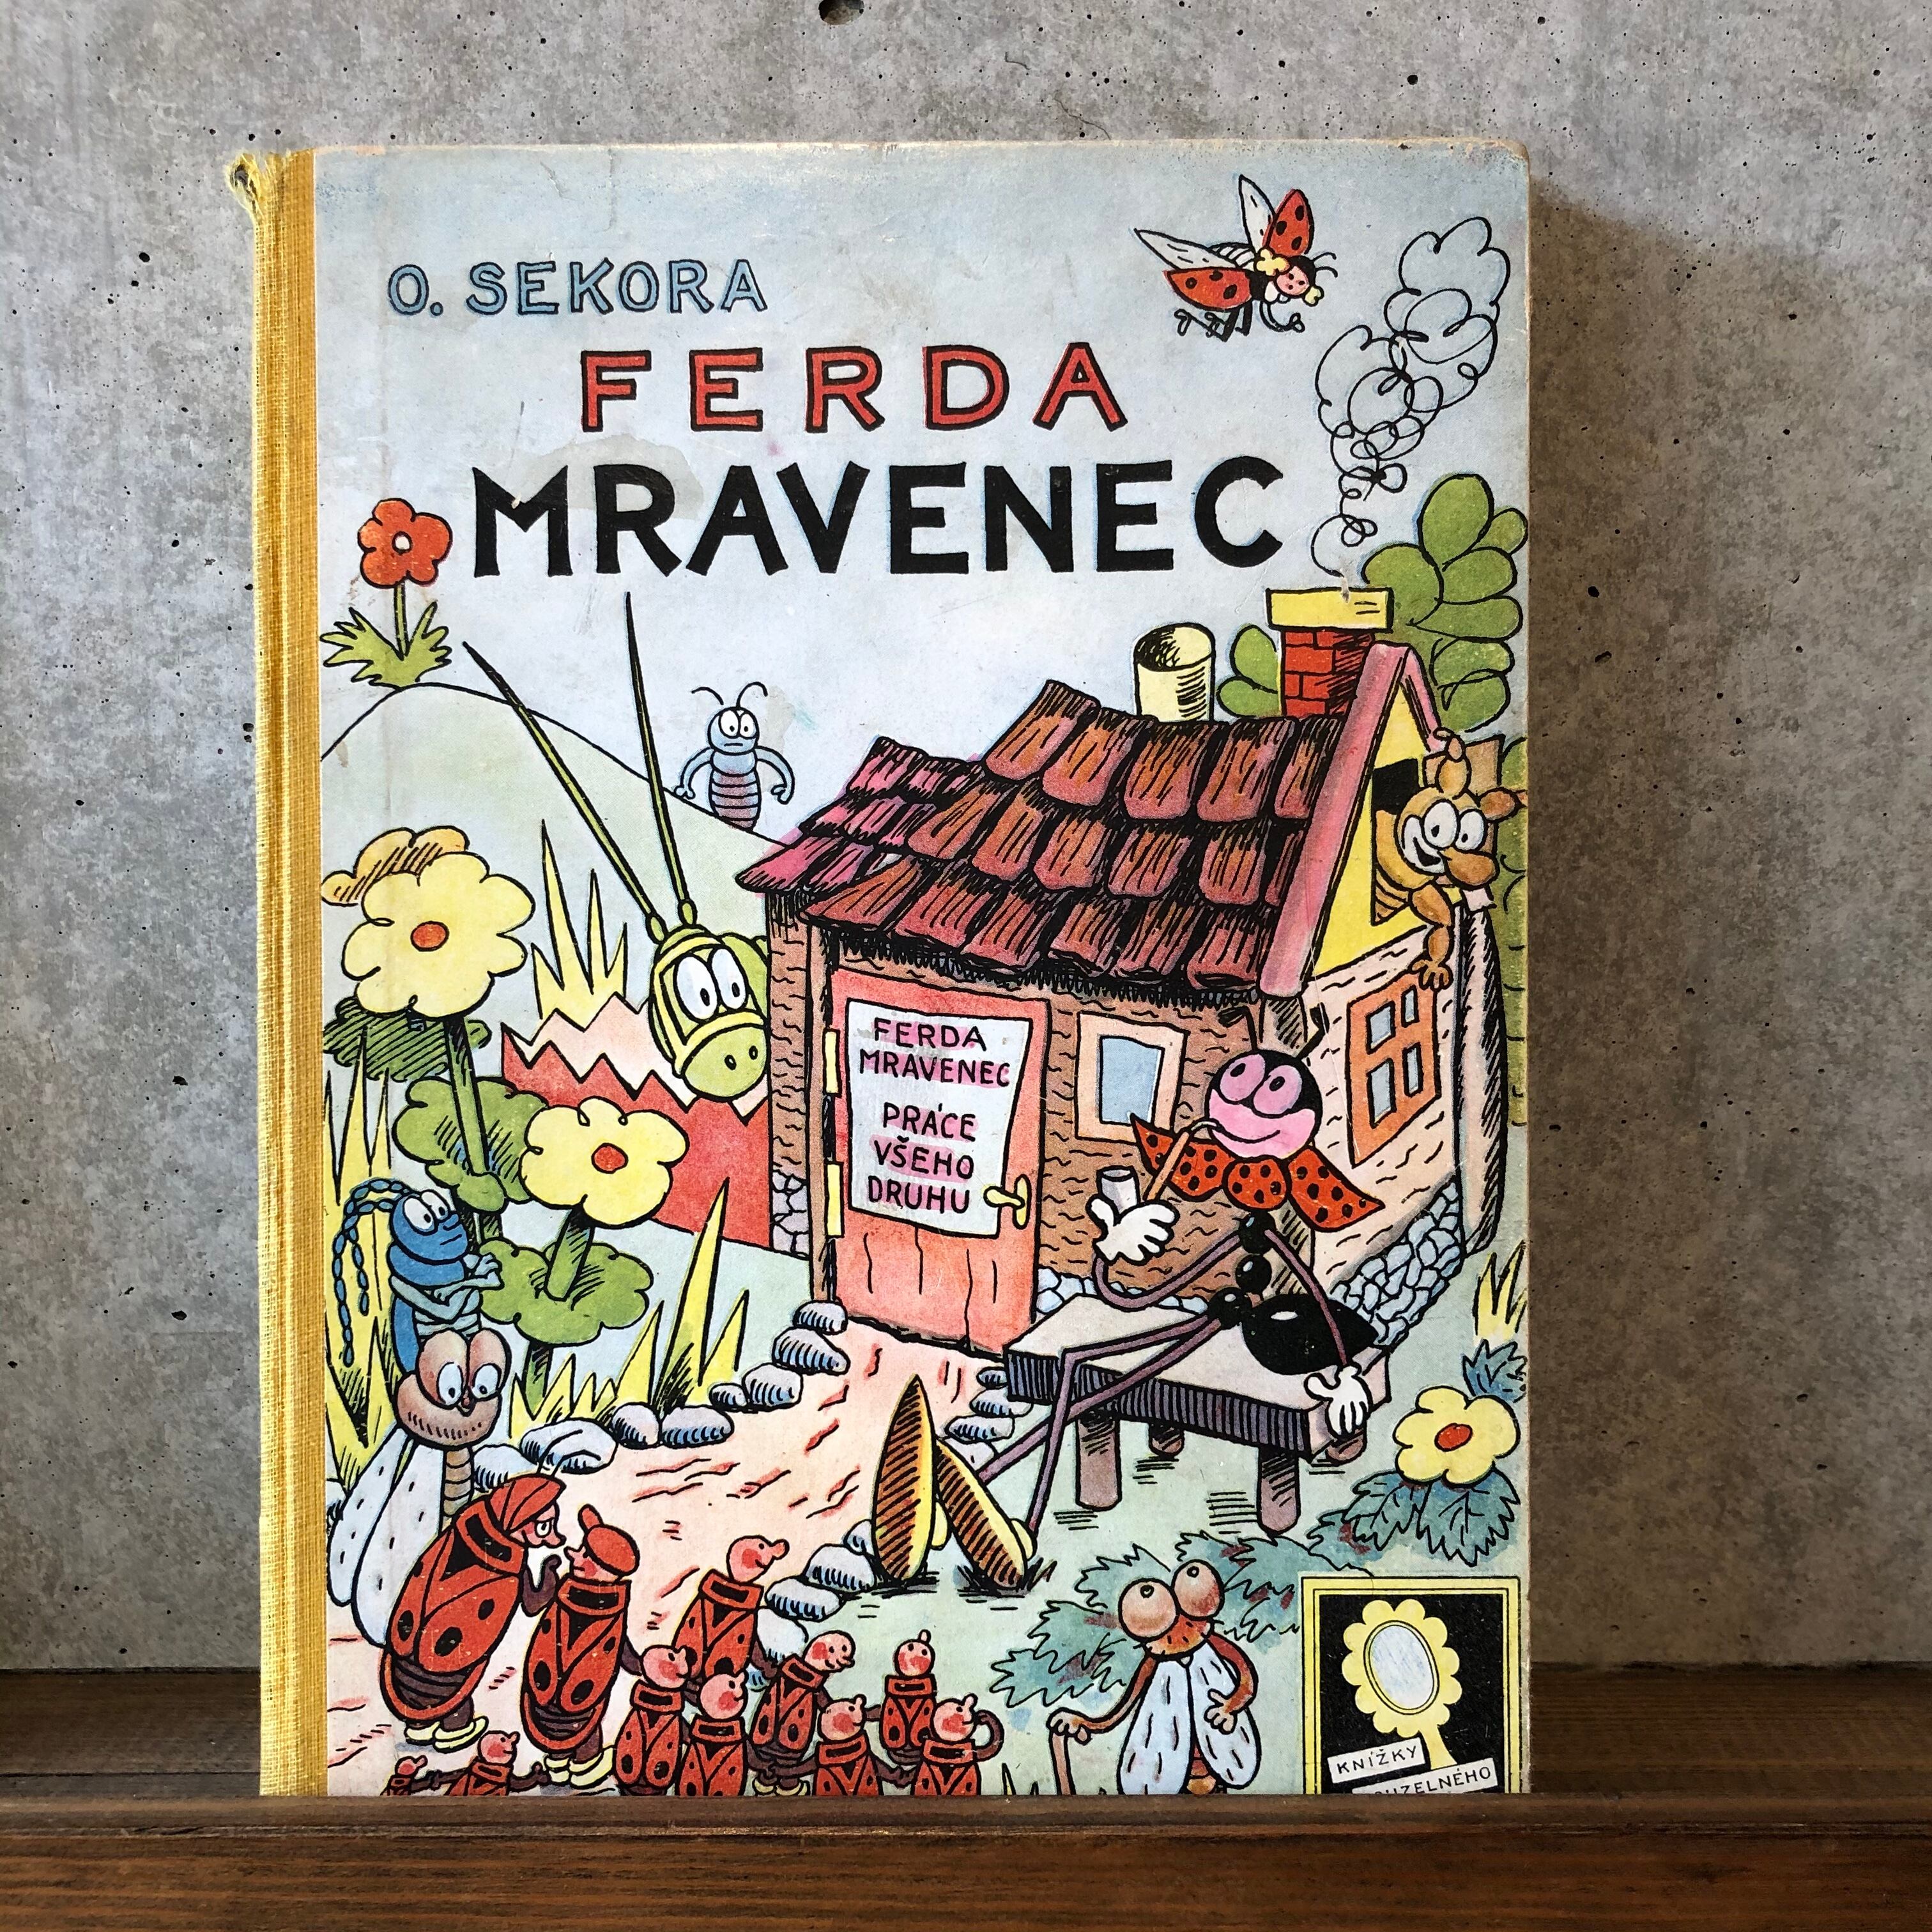 O. SEKORA
FERDA
MRAVENEC
FERDA
MRAVENEC
PRÁCE
VŠEHO
DRUHU
KNÍŽKY